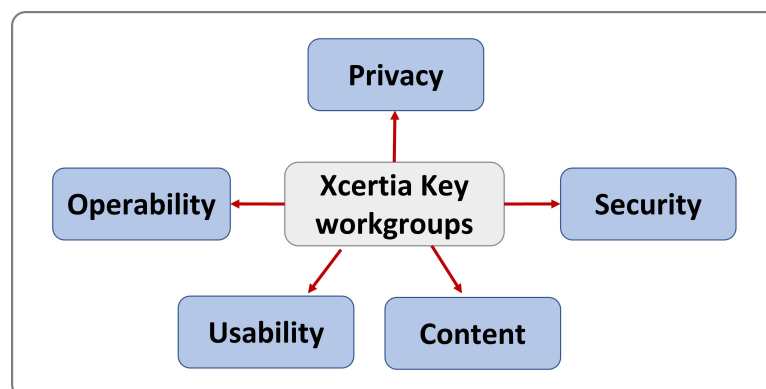 Privacy
Operability
Xcertia Key
workgroups
Security
Usability
Content